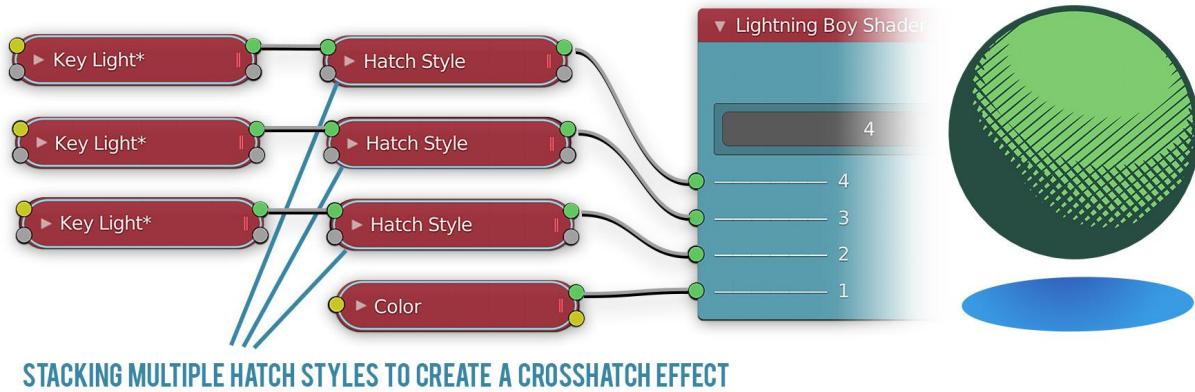 Key Light*
Hatch Style
Key Light*
Hatch Style
Key Light*
Hatch Style
Color
Lightning Boy Shader
4
4
3
2
1
STACKING MULTIPLE HATCH STYLES TO CREATE A CROSSHATCH EFFECT